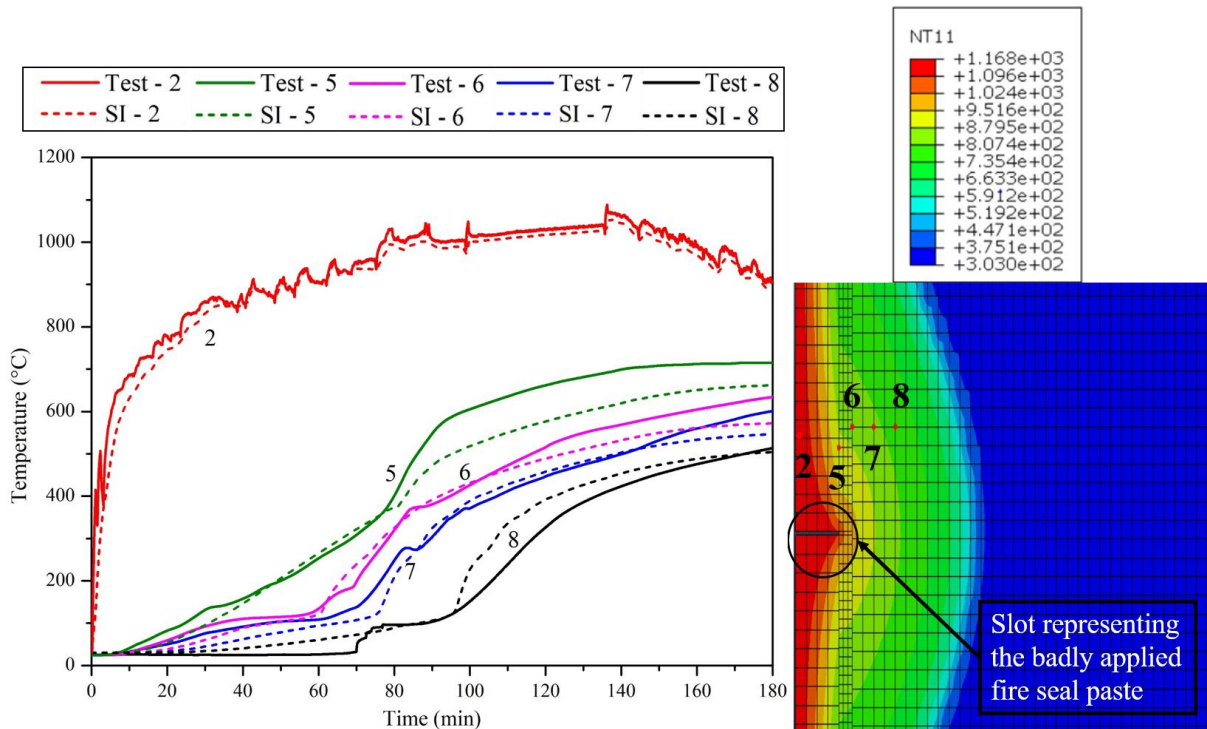 Test - 2 Test - 5 Test - 6 Test - 7 Test - 8
SI - 2 SI - 5 SI - 6 SI - 7 SI - 8
1200
1000
800
600
400
200
0
Temperature (°C)
2
5
6
7
8
0 20 40 60 80 100 120 140 160 180
Time (min)
NT11
+1.168e+03
+1.096e+03
+1.024e+03
+9.516e+02
+8.795e+02
+8.074e+02
+7.354e+02
+6.633e+02
+5.912e+02
+5.192e+02
+4.471e+02
+3.751e+02
+3.030e+02
6 8
2 5 7
Slot representing
the badly applied
fire seal paste